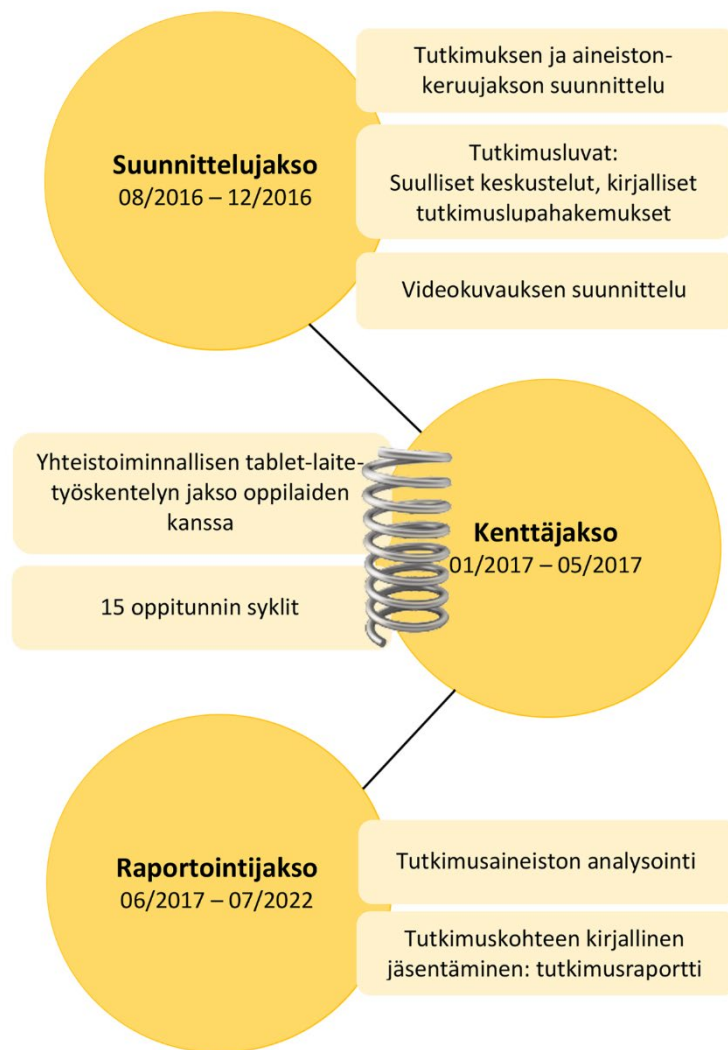 Tutkimuksen ja aineiston-
keruujakson suunnittelu
Suunnittelujakso
08/2016 – 12/2016
Tutkimusluvat:
Suulliset keskustelut, kirjalliset
tutkimuslupahakemukset
Videokuvauksen suunnittelu
Yhteistoiminnallisen tablet-laite-
työskentelyn jakso oppilaiden
kanssa
15 oppitunnin syklit
Kenttäjakso
01/2017 – 05/2017
Raportointijakso
06/2017 – 07/2022
Tutkimusaineiston analysointi
Tutkimuskohteen kirjallinen
jäsentäminen: tutkimusraportti